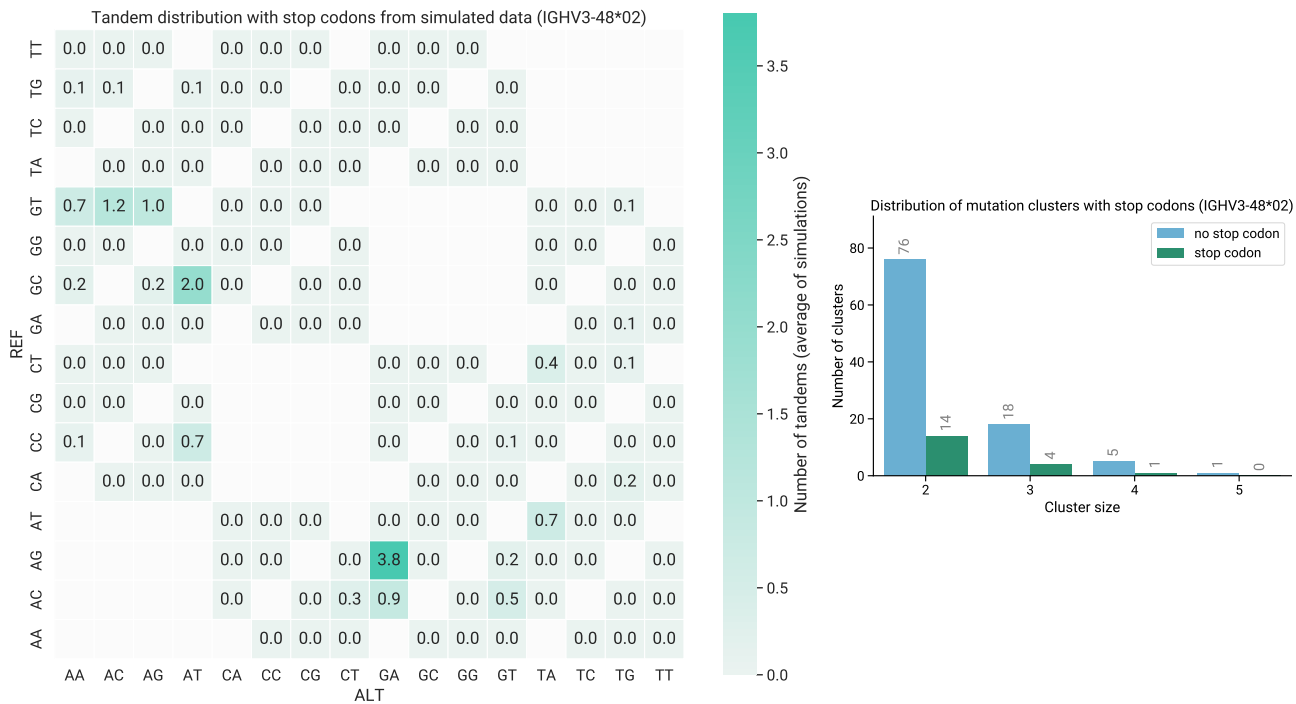 Tandem distribution with stop codons from simulated data (IGHV3-48*02)
TT 0.0 0.0 0.0 0.0 0.0 0.0 0.0 0.0 0.0
TG 0.1 0.1 0.1 0.0 0.0 0.0 0.0 0.0 0.0
TC 0.0 0.0 0.0 0.0 0.0 0.0 0.0 0.0 0.0
TA 0.0 0.0 0.0 0.0 0.0 0.0 0.0 0.0 0.0
GT 0.7 1.2 1.0 0.0 0.0 0.0 0.0 0.0 0.1
GG 0.0 0.0 0.0 0.0 0.0 0.0 0.0 0.0 0.0
GC 0.2 0.2 2.0 0.0 0.0 0.0 0.0 0.0 0.0
GA 0.0 0.0 0.0 0.0 0.0 0.0 0.0 0.1 0.0
CT 0.0 0.0 0.0 0.0 0.0 0.0 0.4 0.0 0.1
CG 0.0 0.0 0.0 0.0 0.0 0.0 0.0 0.0 0.0
CC 0.1 0.0 0.7 0.0 0.0 0.1 0.0 0.0 0.0
CA 0.0 0.0 0.0 0.0 0.0 0.0 0.0 0.2 0.0
AT 0.0 0.0 0.0 0.0 0.0 0.0 0.7 0.0 0.0
AG 0.0 0.0 0.0 3.8 0.0 0.2 0.0 0.0 0.0
AC 0.0 0.0 0.3 0.9 0.0 0.5 0.0 0.0 0.0
AA 0.0 0.0 0.0 0.0 0.0 0.0 0.0 0.0 0.0
AA AC AG AT CA CC CG CT GA GC GG GT TA TC TG TT
REF
ALT
3.5
3.0
2.5
2.0
1.5
1.0
0.5
0.0
Number of tandems (average of simulations)
Distribution of mutation clusters with stop codons (IGHV3-48*02)
no stop codon
stop codon
80
60
40
20
0
Number of clusters
76
14
18
4
5
1
1
0
2 3 4 5
Cluster size